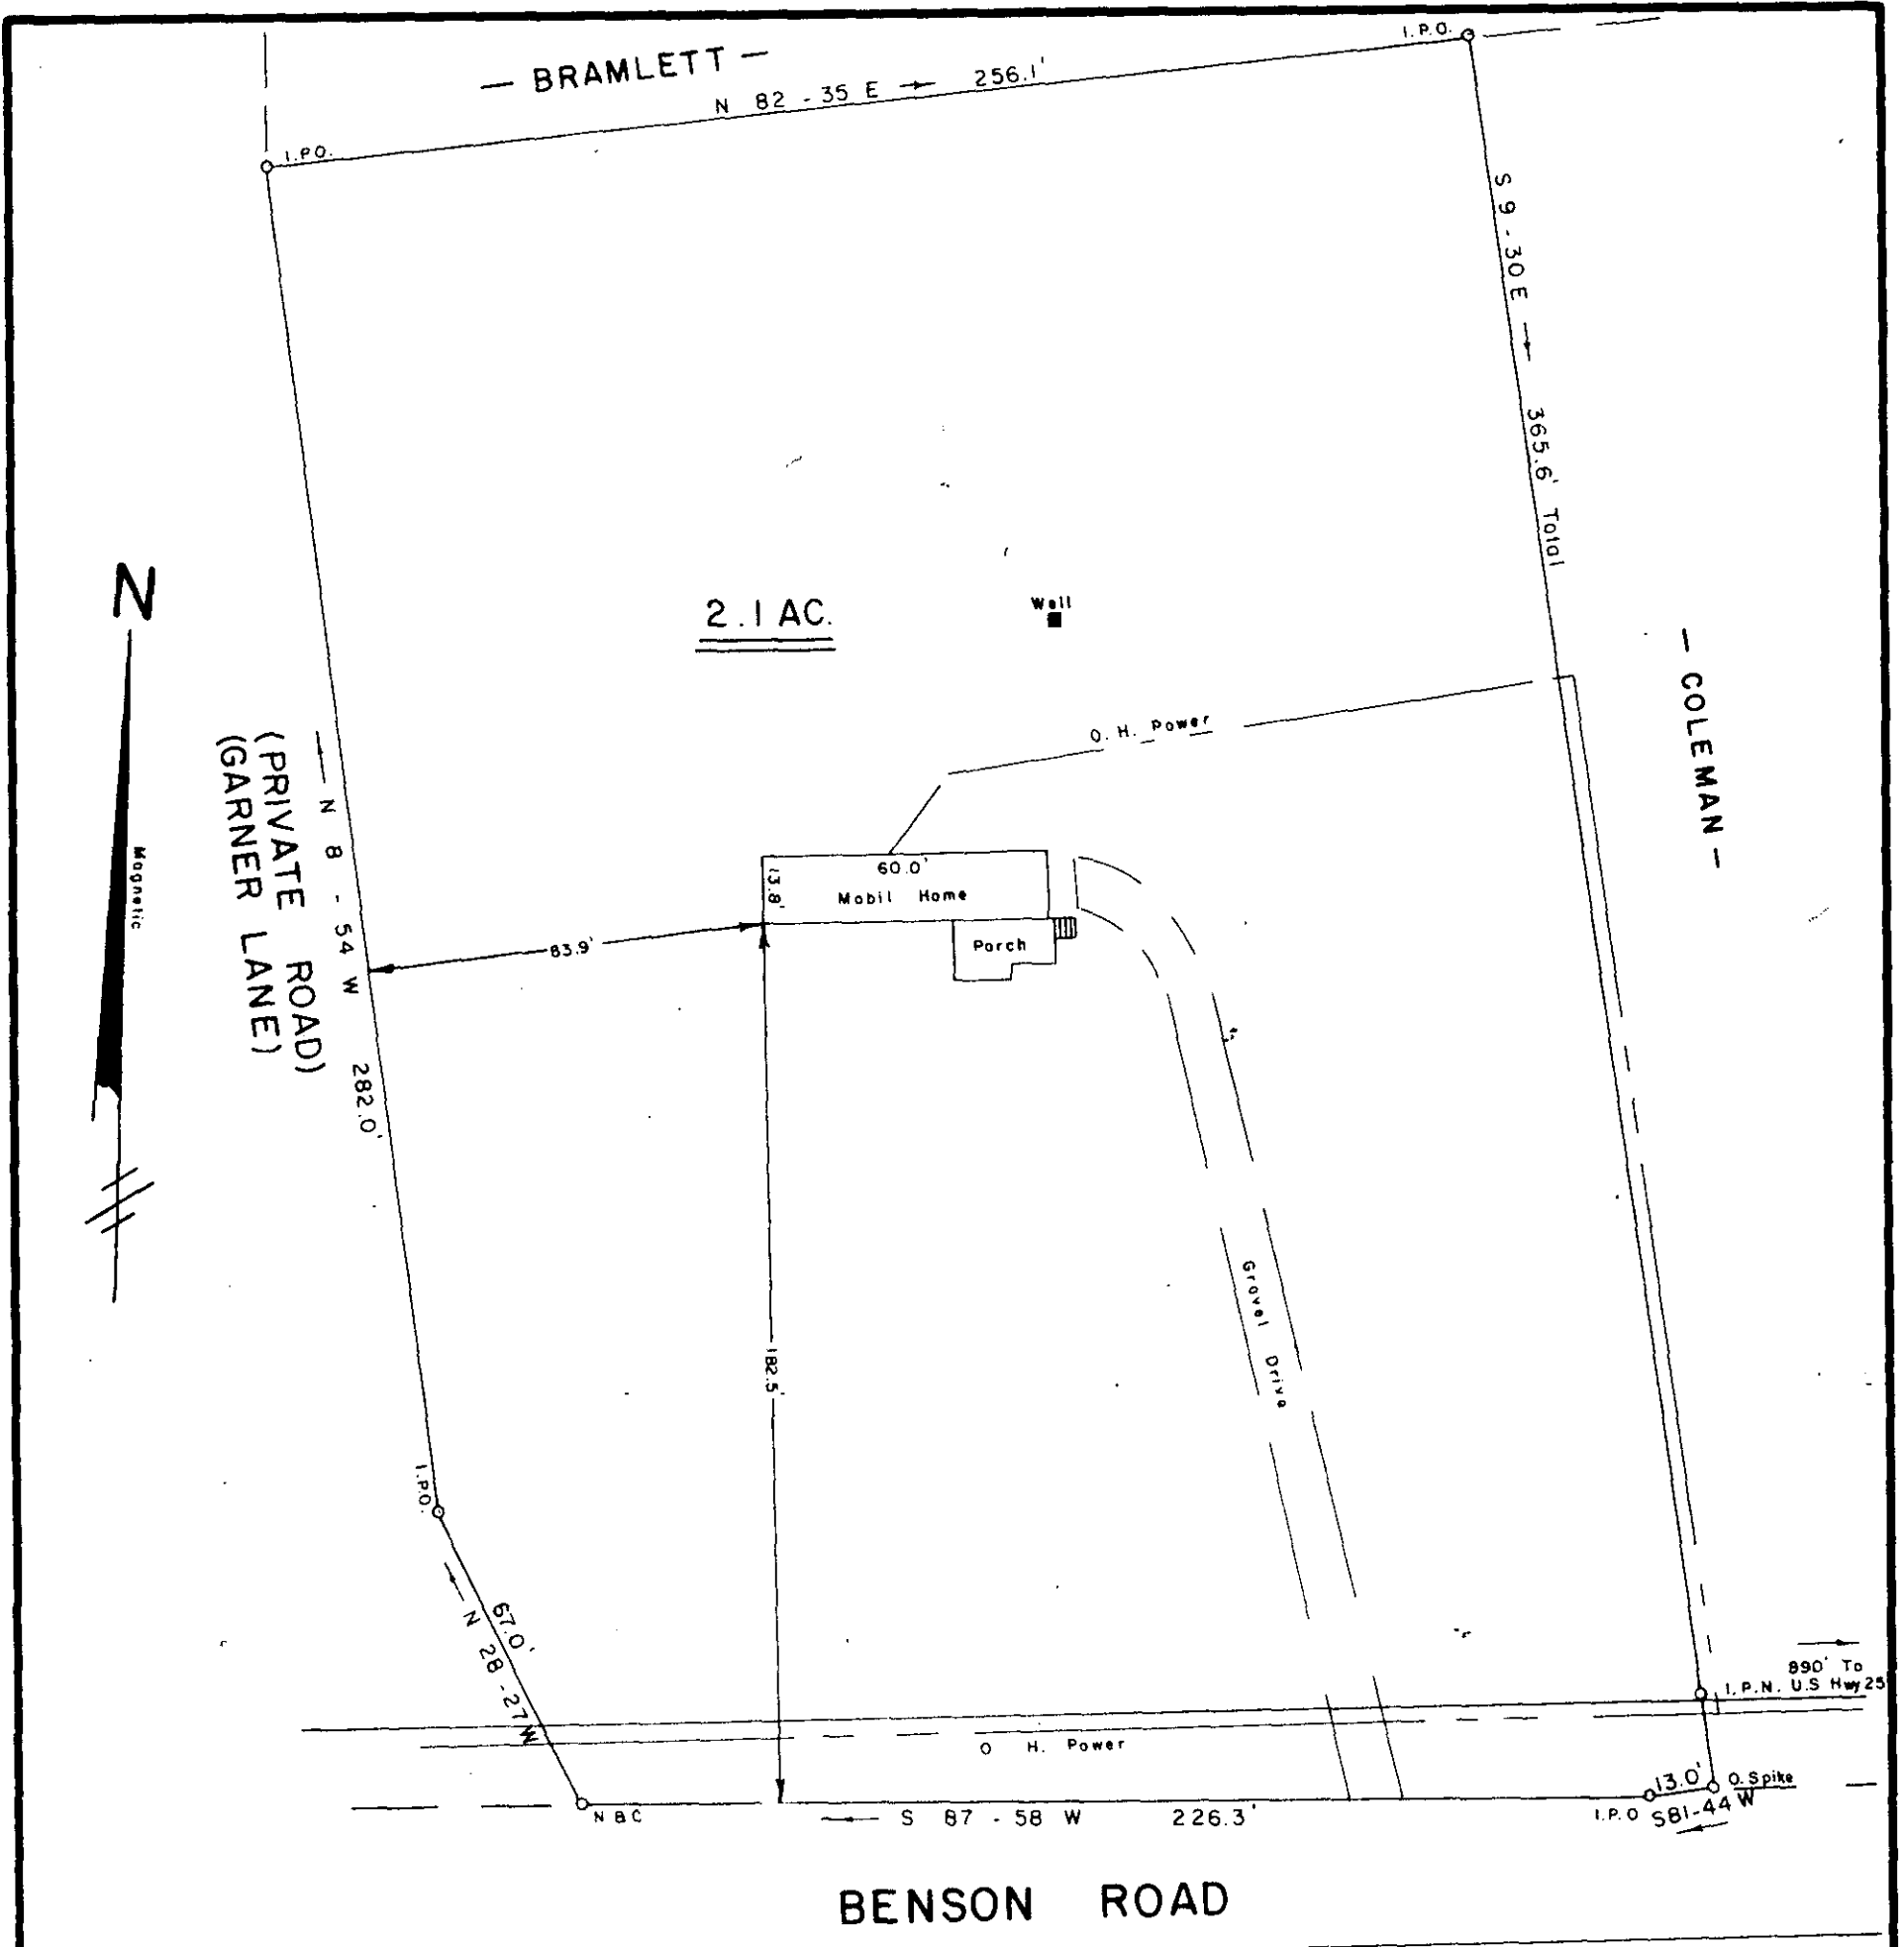 — BRAMLETT —
N 82 - 35 E → 256.1'
I.P.O.
I.P.O.
S 9 - 30 E → 365.6' Total
N
Magnetic
2.1 AC.
Well
- COLEMAN -
O. H. Power
(PRIVATE ROAD)
(GARNER LANE)
← N 8 - 54 W 282.0'
60.0'
13.8'
Mobil Home
Porch
83.9'
182.5'
Gravel Drive
I.P.O.
67.0'
← N 28 - 27 W
890' To
I.P.N. U.S Hwy 25
O H. Power
13.0' O. Spike
N B C
← S 87 - 58 W 226.3'
I.P.O S81-44 W
BENSON ROAD